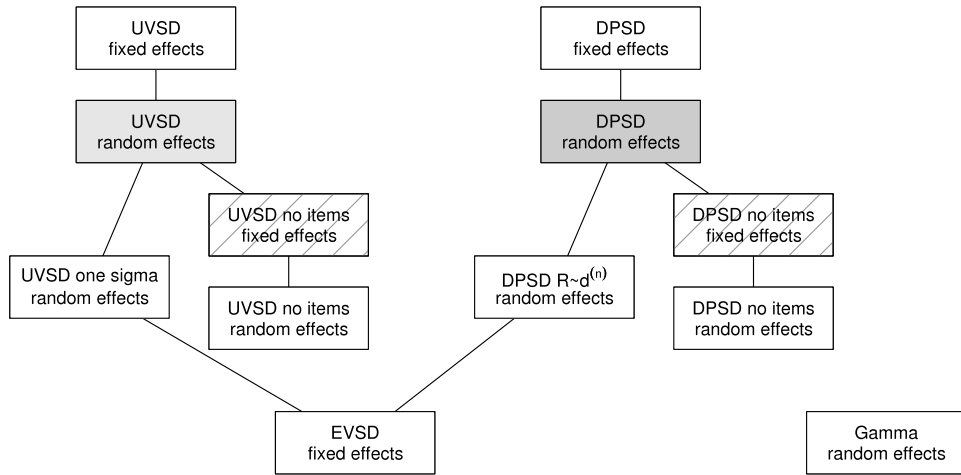 UVSD
fixed effects
DPSD
fixed effects
UVSD
random effects
DPSD
random effects
UVSD no items
fixed effects
DPSD no items
fixed effects
UVSD one sigma
random effects
DPSD R~d^(n)
random effects
UVSD no items
random effects
DPSD no items
random effects
EVSD
fixed effects
Gamma
random effects